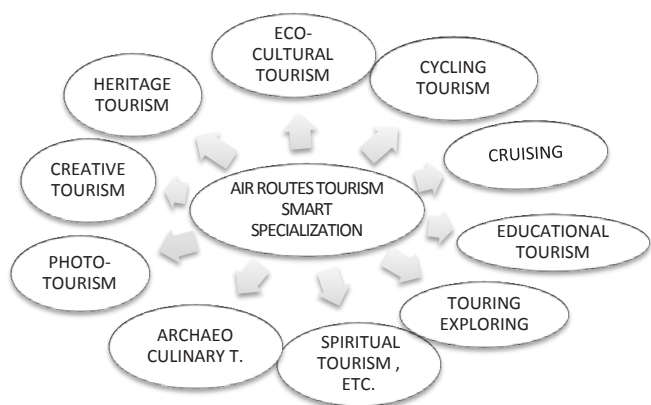 ECO-
CULTURAL
TOURISM
CYCLING
TOURISM
HERITAGE
TOURISM
CRUISING
CREATIVE
TOURISM
AIR ROUTES TOURISM
SMART
SPECIALIZATION
EDUCATIONAL
TOURISM
PHOTO-
TOURISM
TOURING
EXPLORING
ARCHAEO
CULINARY T.
SPIRITUAL
TOURISM ,
ETC.